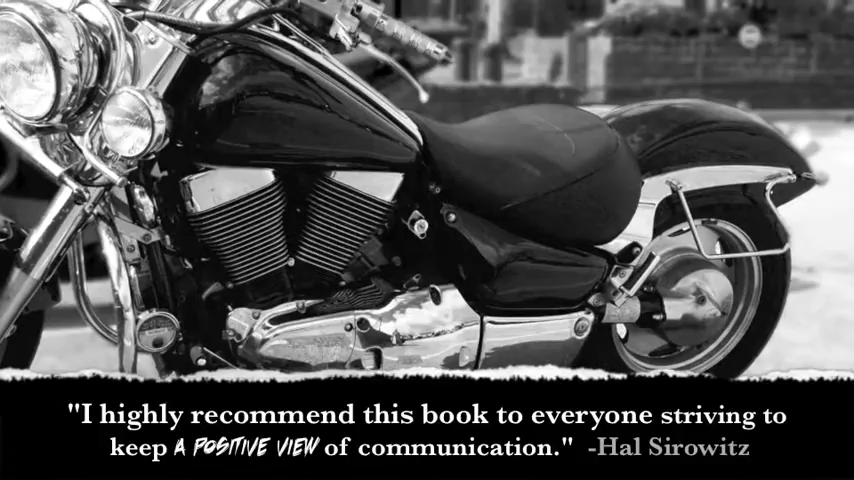 "I highly recommend this book to everyone striving to
keep A POSITIVE VIEW of communication." -Hal Sirowitz